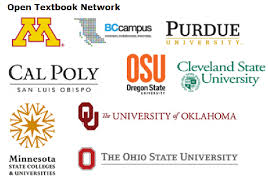 Open Textbook Network
M
BCcampus
PURDUE
UNIVERSITY
CAL POLY
SAN LUIS OBISPO
OSU
Oregon State
UNIVERSITY
Cleveland State
University
Minnesota
STATE COLLEGES
& UNIVERSITIES
OU The UNIVERSITY of OKLAHOMA
O THE OHIO STATE UNIVERSITY